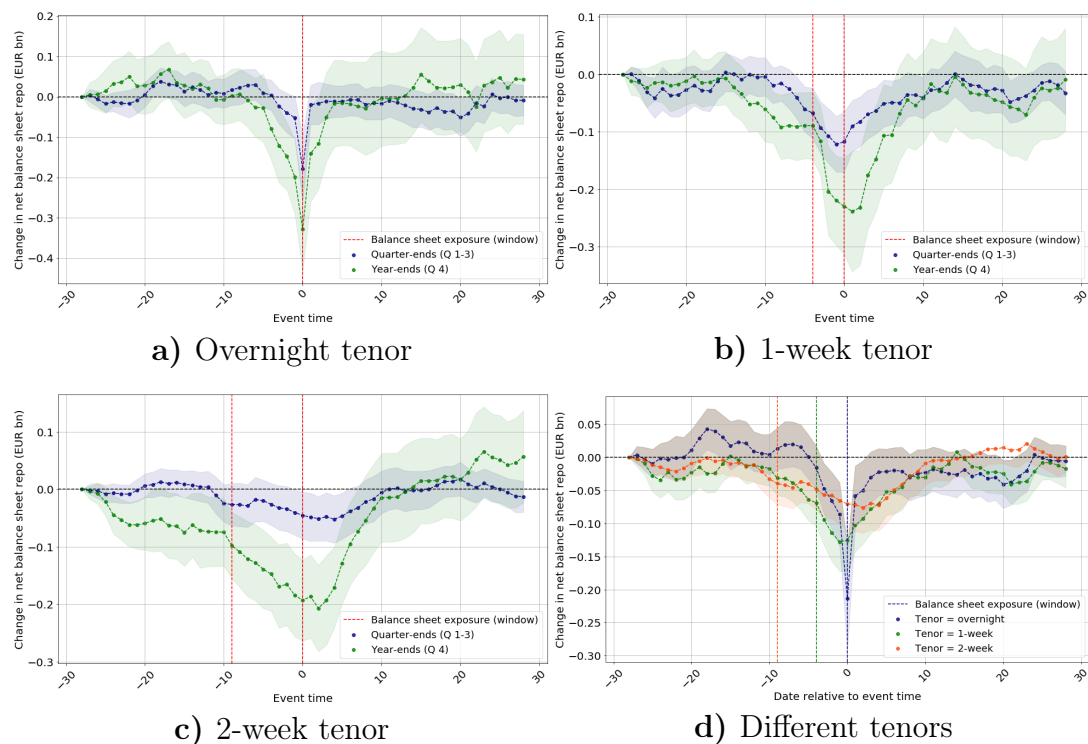 Change in net balance sheet repo (EUR bn)
0.2
0.1
0.0
−0.1
−0.2
−0.3
−0.4
Balance sheet exposure (window)
Quarter-ends (Q 1-3)
Year-ends (Q 4)
−30
−20
−10
0
10
20
30
Event time
a) Overnight tenor
Change in net balance sheet repo (EUR bn)
0.1
0.0
−0.1
−0.2
−0.3
Balance sheet exposure (window)
Quarter-ends (Q 1-3)
Year-ends (Q 4)
−30
−20
−10
0
10
20
30
Event time
b) 1-week tenor
Change in net balance sheet repo (EUR bn)
0.1
0.0
−0.1
−0.2
−0.3
Balance sheet exposure (window)
Quarter-ends (Q 1-3)
Year-ends (Q 4)
−30
−20
−10
0
10
20
30
Event time
c) 2-week tenor
Change in net balance sheet repo (EUR bn)
0.05
0.00
−0.05
−0.10
−0.15
−0.20
−0.25
−0.30
Balance sheet exposure (window)
Tenor = overnight
Tenor = 1-week
Tenor = 2-week
−30
−20
−10
0
10
20
30
Date relative to event time
d) Different tenors